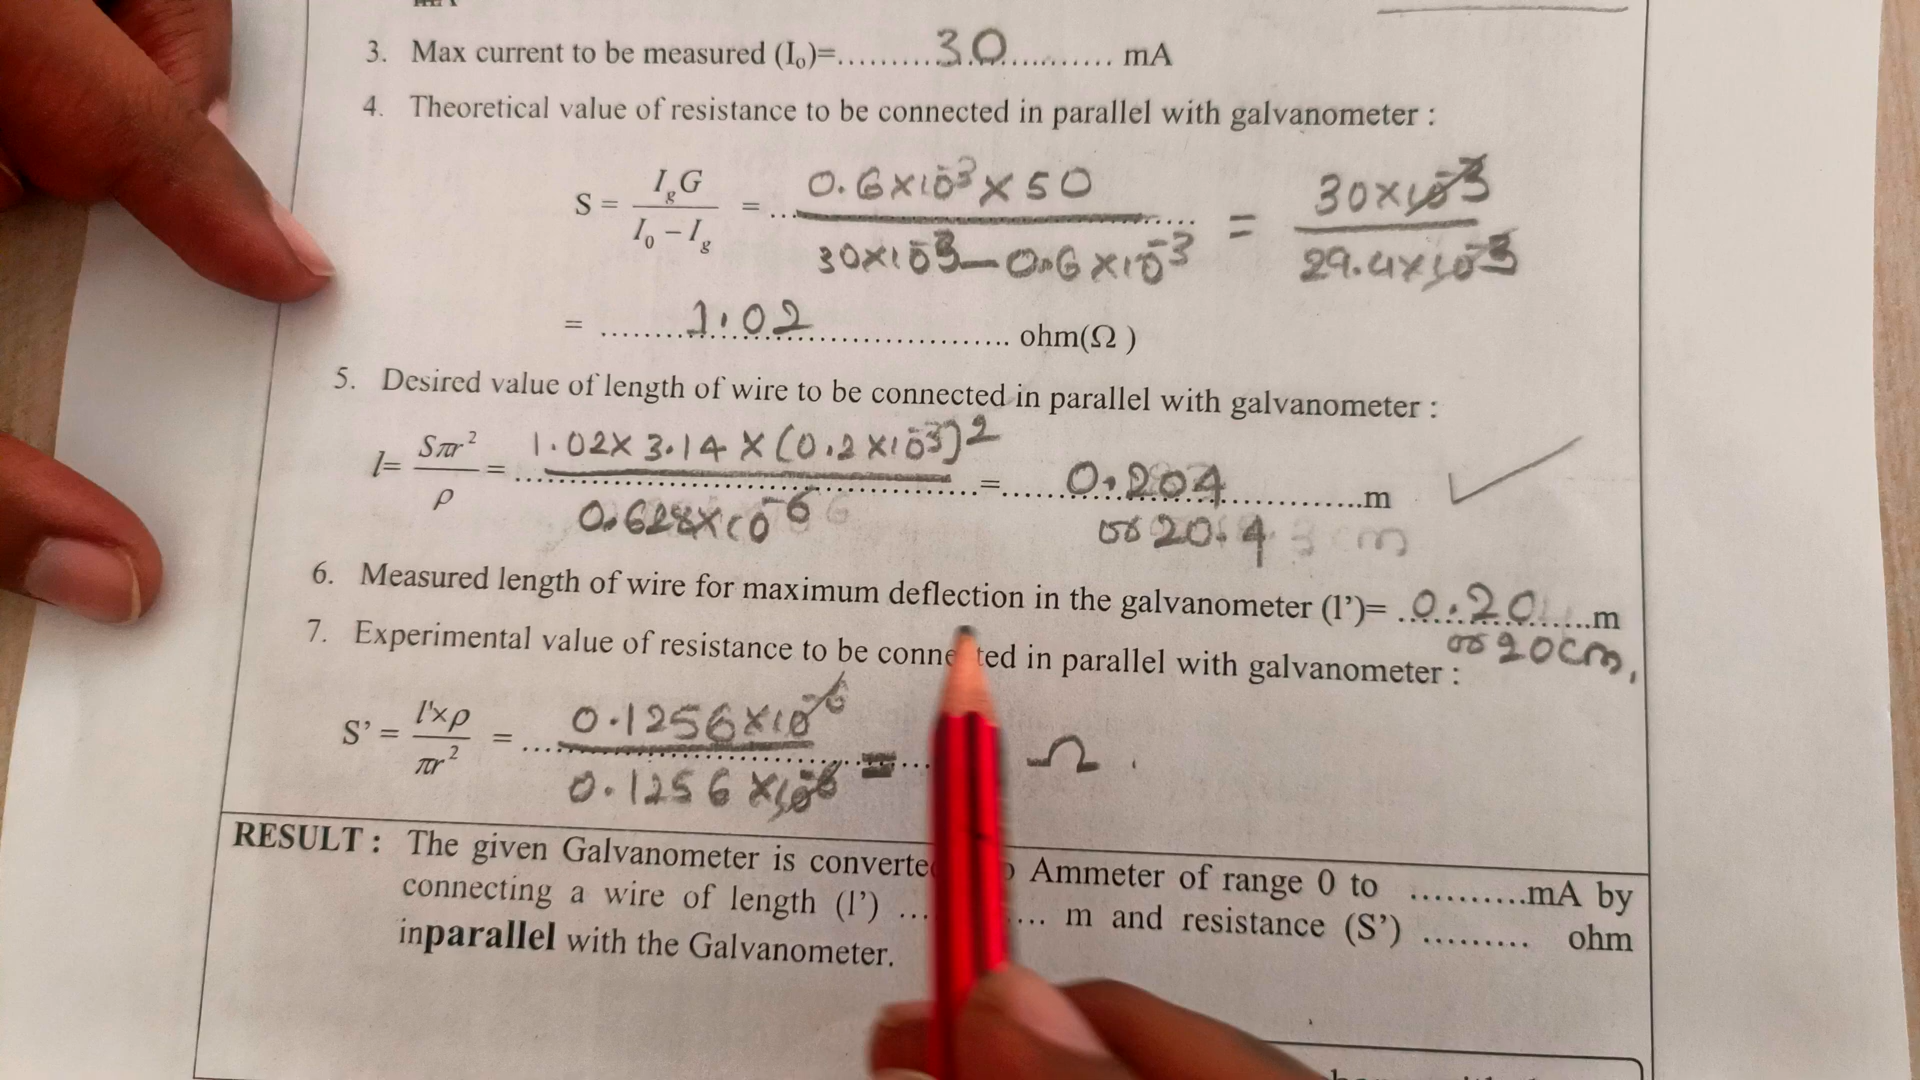 3. Max current to be measured (I₀)=..........30............ mA
4. Theoretical value of resistance to be connected in parallel with galvanometer :
S = I_gG / I₀ – I_g = 0.6×10⁻³×50 / 30×10⁻³–0.6×10⁻³ = 30×10⁻³ / 29.4×10⁻³
= ........1.02.................... ohm(Ω )
5. Desired value of length of wire to be connected in parallel with galvanometer :
l= Sπr² / ρ = 1.02×3.14×(0.2×10⁻³)² / 0.628×10⁻⁶ =......0.204............m
20.4 cm
6. Measured length of wire for maximum deflection in the galvanometer (l')= ...0.20.....m
20cm,
7. Experimental value of resistance to be connected in parallel with galvanometer :
S' = l'×ρ / πr² = 0.1256×10⁻⁶ / 0.1256×10⁻⁶ = Ω .
RESULT : The given Galvanometer is Ammeter of range 0 to ..........mA by
connecting a wire of length (l') ... ... m and resistance (S') ......... ohm
inparallel with the Galvanometer.